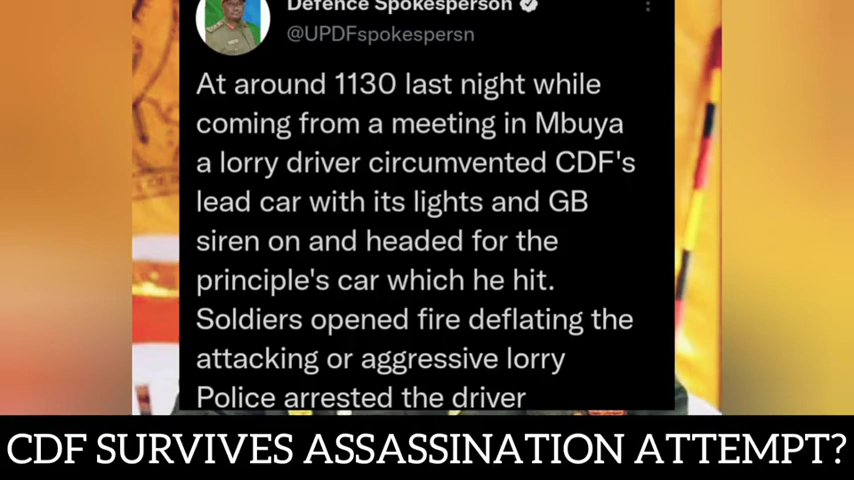 Defence Spokesperson
@UPDFspokespersn
At around 1130 last night while
coming from a meeting in Mbuya
a lorry driver circumvented CDF's
lead car with its lights and GB
siren on and headed for the
principle's car which he hit.
Soldiers opened fire deflating the
attacking or aggressive lorry
Police arrested the driver
CDF SURVIVES ASSASSINATION ATTEMPT?